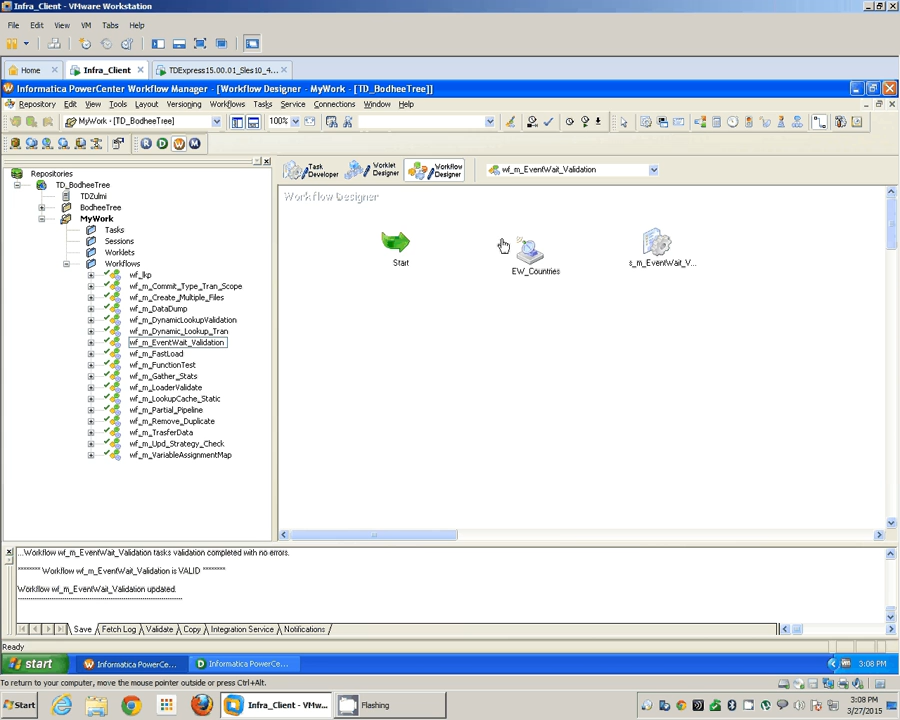 Infra_Client - VMware Workstation
File Edit View VM Tabs Help
Home Infra_Client TDExpress15.00.01_Sles10_4...
Informatica PowerCenter Workflow Manager - [Workflow Designer - MyWork - [TD_BodheeTree]]
Repository Edit View Tools Layout Versioning Workflows Tasks Service Connections Window Help
MyWork - [TD_BodheeTree] 100%
R D W M
Repositories
TD_BodheeTree
TDZulmi
BodheeTree
MyWork
Tasks
Sessions
Worklets
Workflows
wf_lkp
wf_m_Commit_Type_Tran_Scope
wf_m_Create_Multiple_Files
wf_m_DataDump
wf_m_DynamicLookupValidation
wf_m_Dynamic_Lookup_Tran
wf_m_EventWait_Validation
wf_m_FastLoad
wf_m_FunctionTest
wf_m_Gather_Stats
wf_m_LoaderValidate
wf_m_LookupCache_Static
wf_m_Partial_Pipeline
wf_m_Remove_Duplicate
wf_m_TrasferData
wf_m_Upd_Strategy_Check
wf_m_VariableAssignmentMap
Task Developer Worklet Designer Workflow Designer wf_m_EventWait_Validation
Workflow Designer
Start
EW_Countries
s_m_EventWait_V...
...Workflow wf_m_EventWait_Validation tasks validation completed with no errors.
******** Workflow wf_m_EventWait_Validation is VALID ********
Workflow wf_m_EventWait_Validation updated.
Save Fetch Log Validate Copy Integration Service Notifications
Ready
start Informatica PowerCe... Informatica PowerCe... 3:08 PM
To return to your computer, move the mouse pointer outside or press Ctrl+Alt.
Start Infra_Client - VMw... Flashing 3:08 PM
3/27/2015